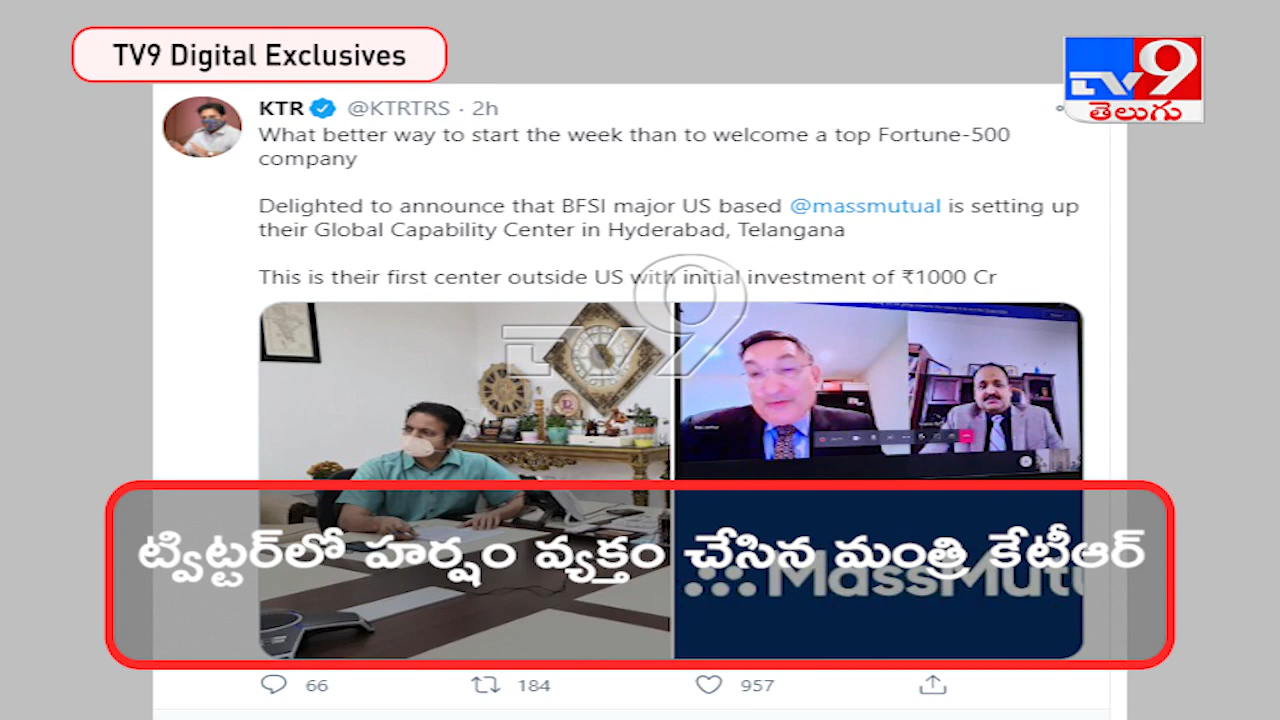 TV9 Digital Exclusives
TV9
తెలుగు
KTR @KTRTRS · 2h
What better way to start the week than to welcome a top Fortune-500
company
Delighted to announce that BFSI major US based @massmutual is setting up
their Global Capability Center in Hyderabad, Telangana
This is their first center outside US with initial investment of ₹1000 Cr
TV9
ట్విట్టర్‌లో హర్షం వ్యక్తం చేసిన మంత్రి కేటీఆర్
MassMutu
66 184 957